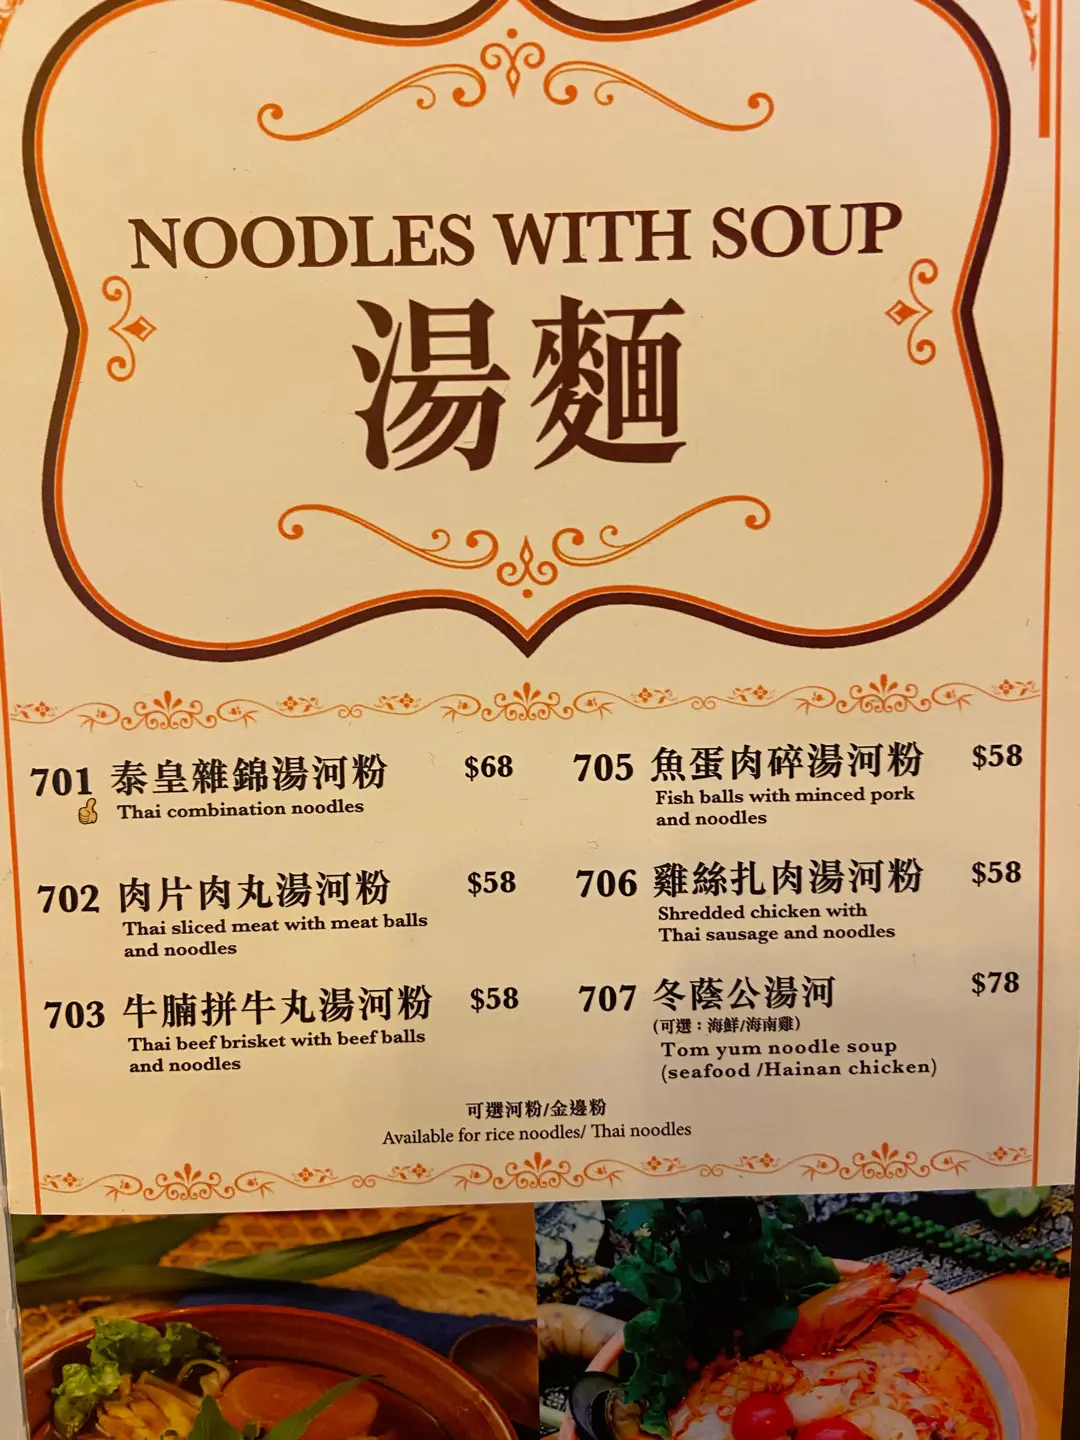 NOODLES WITH SOUP
湯麵
701 泰皇雜錦湯河粉 $68
Thai combination noodles
702 肉片肉丸湯河粉 $58
Thai sliced meat with meat balls
and noodles
703 牛腩拼牛丸湯河粉 $58
Thai beef brisket with beef balls
and noodles
705 魚蛋肉碎湯河粉 $58
Fish balls with minced pork
and noodles
706 雞絲扎肉湯河粉 $58
Shredded chicken with
Thai sausage and noodles
707 冬蔭公湯河 $78
(可選：海鮮/海南雞)
Tom yum noodle soup
(seafood /Hainan chicken)
可選河粉/金邊粉
Available for rice noodles/ Thai noodles